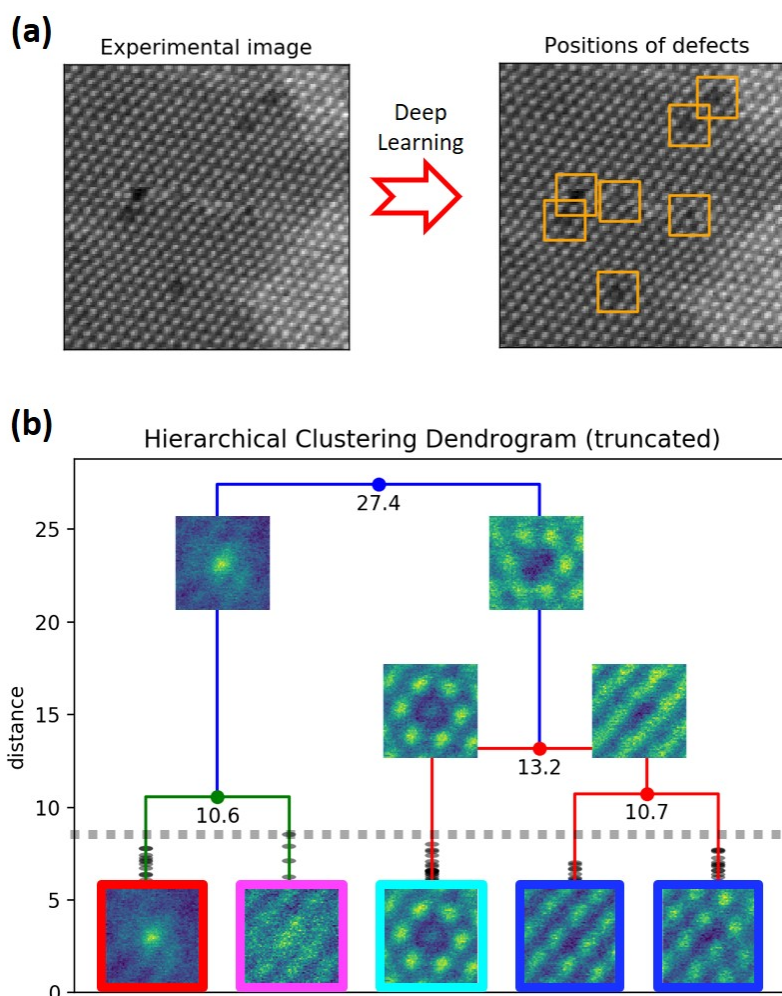 (a)
Experimental image
Positions of defects
Deep
Learning
(b)
Hierarchical Clustering Dendrogram (truncated)
27.4
25
20
distance
15
13.2
10
10.6
10.7
5
0